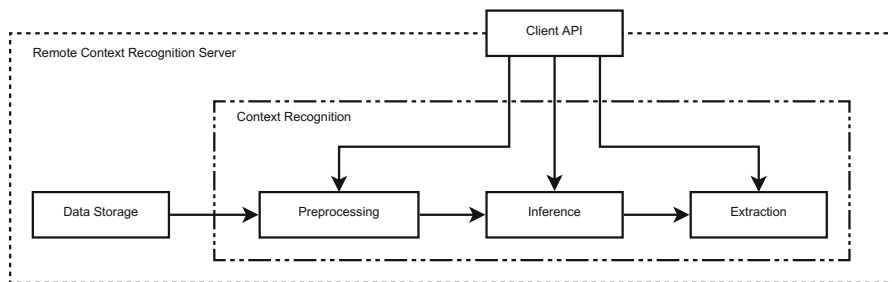 Client API
Remote Context Recognition Server
Context Recognition
Data Storage
Preprocessing
Inference
Extraction